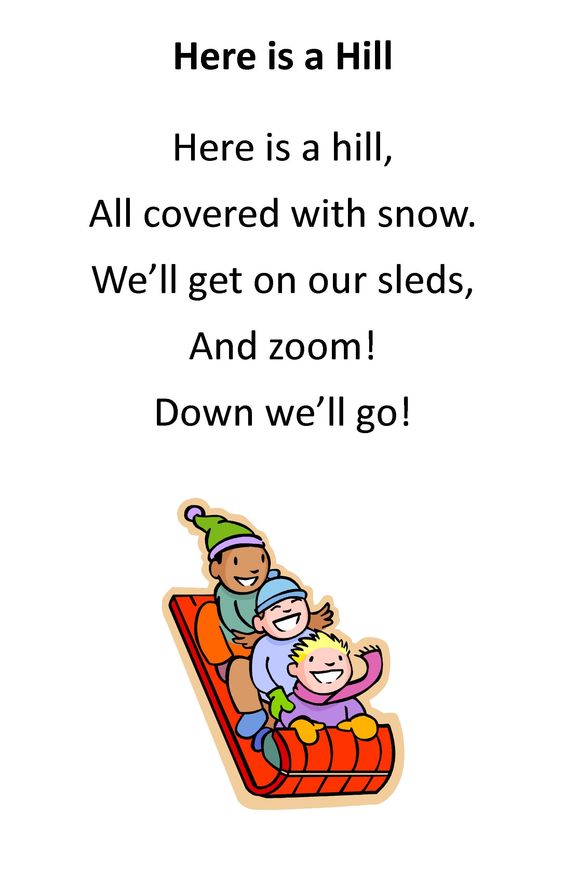 Here is a Hill
Here is a hill,
All covered with snow.
We’ll get on our sleds,
And zoom!
Down we’ll go!